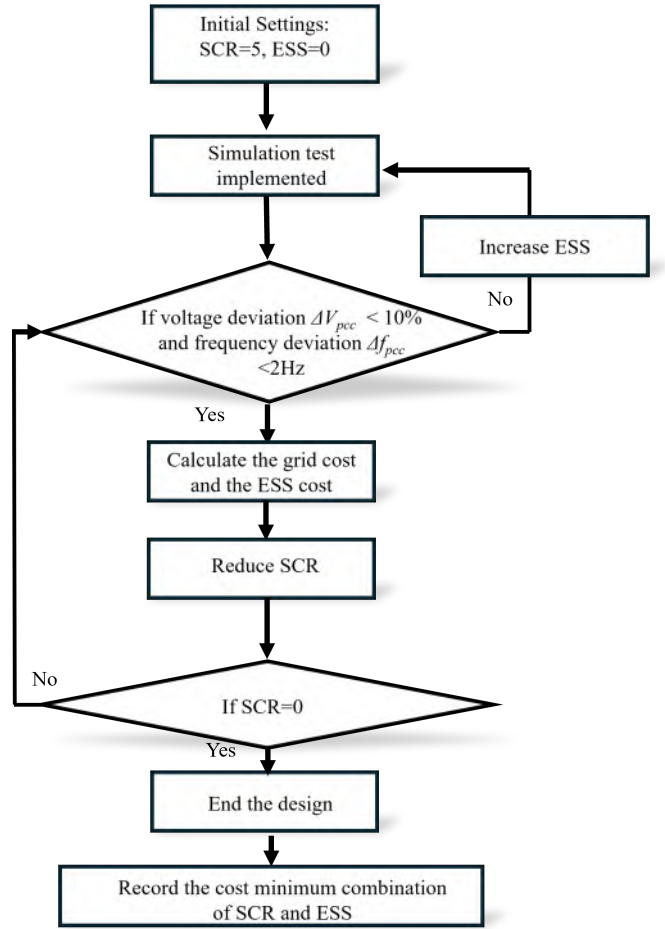 Initial Settings:
SCR=5, ESS=0
Simulation test
implemented
Increase ESS
No
If voltage deviation ΔVpcc < 10%
and frequency deviation Δfpcc
<2Hz
Yes
Calculate the grid cost
and the ESS cost
Reduce SCR
No
If SCR=0
Yes
End the design
Record the cost minimum combination
of SCR and ESS